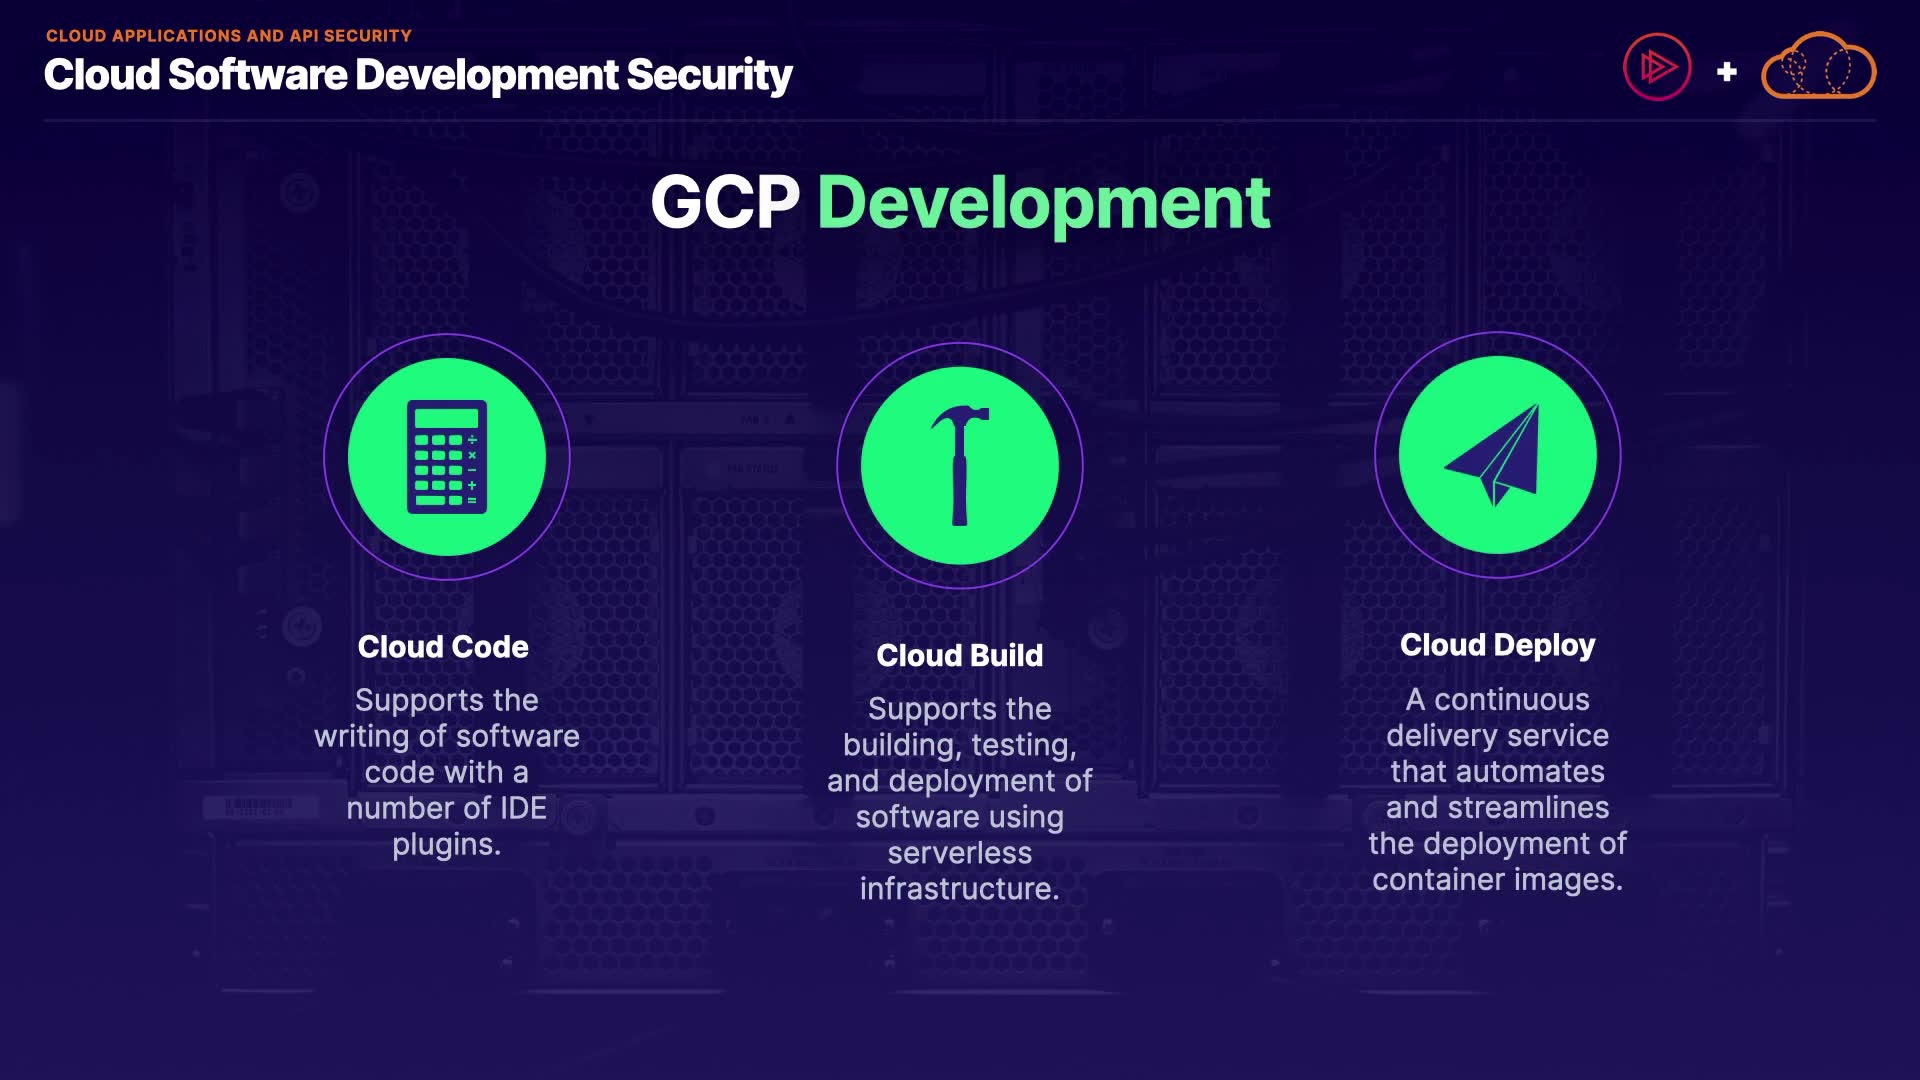 CLOUD APPLICATIONS AND API SECURITY
Cloud Software Development Security
GCP Development
Cloud Code
Supports the
writing of software
code with a
number of IDE
plugins.
Cloud Build
Supports the
building, testing,
and deployment of
software using
serverless
infrastructure.
Cloud Deploy
A continuous
delivery service
that automates
and streamlines
the deployment of
container images.